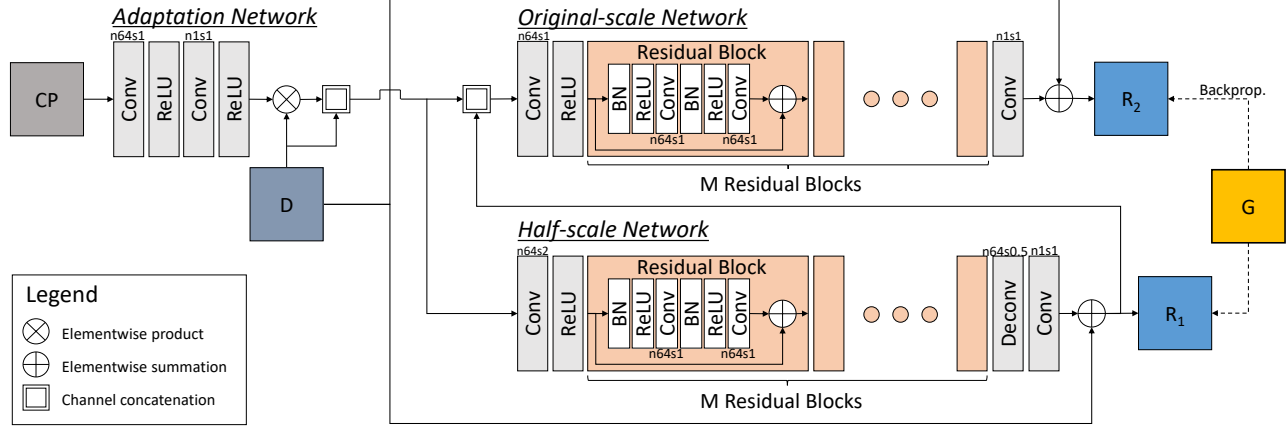 Adaptation Network
n64s1
n1s1
CP
Conv
ReLU
Conv
ReLU
D
Original-scale Network
n64s1
Conv
ReLU
Residual Block
BN
ReLU
Conv
BN
ReLU
Conv
n64s1
n64s1
M Residual Blocks
n1s1
Conv
R2
Backprop.
G
Half-scale Network
n64s2
Conv
ReLU
Residual Block
BN
ReLU
Conv
BN
ReLU
Conv
n64s1
n64s1
M Residual Blocks
n64s0.5
n1s1
Deconv
Conv
R1
Legend
Elementwise product
Elementwise summation
Channel concatenation